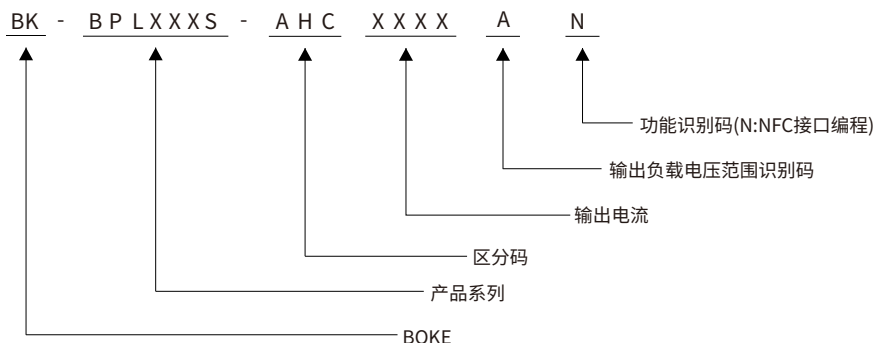 BK - BPLXXXS - AHC XXXX A N
功能识别码(N:NFC接口编程)
输出负载电压范围识别码
输出电流
区分码
产品系列
BOKE